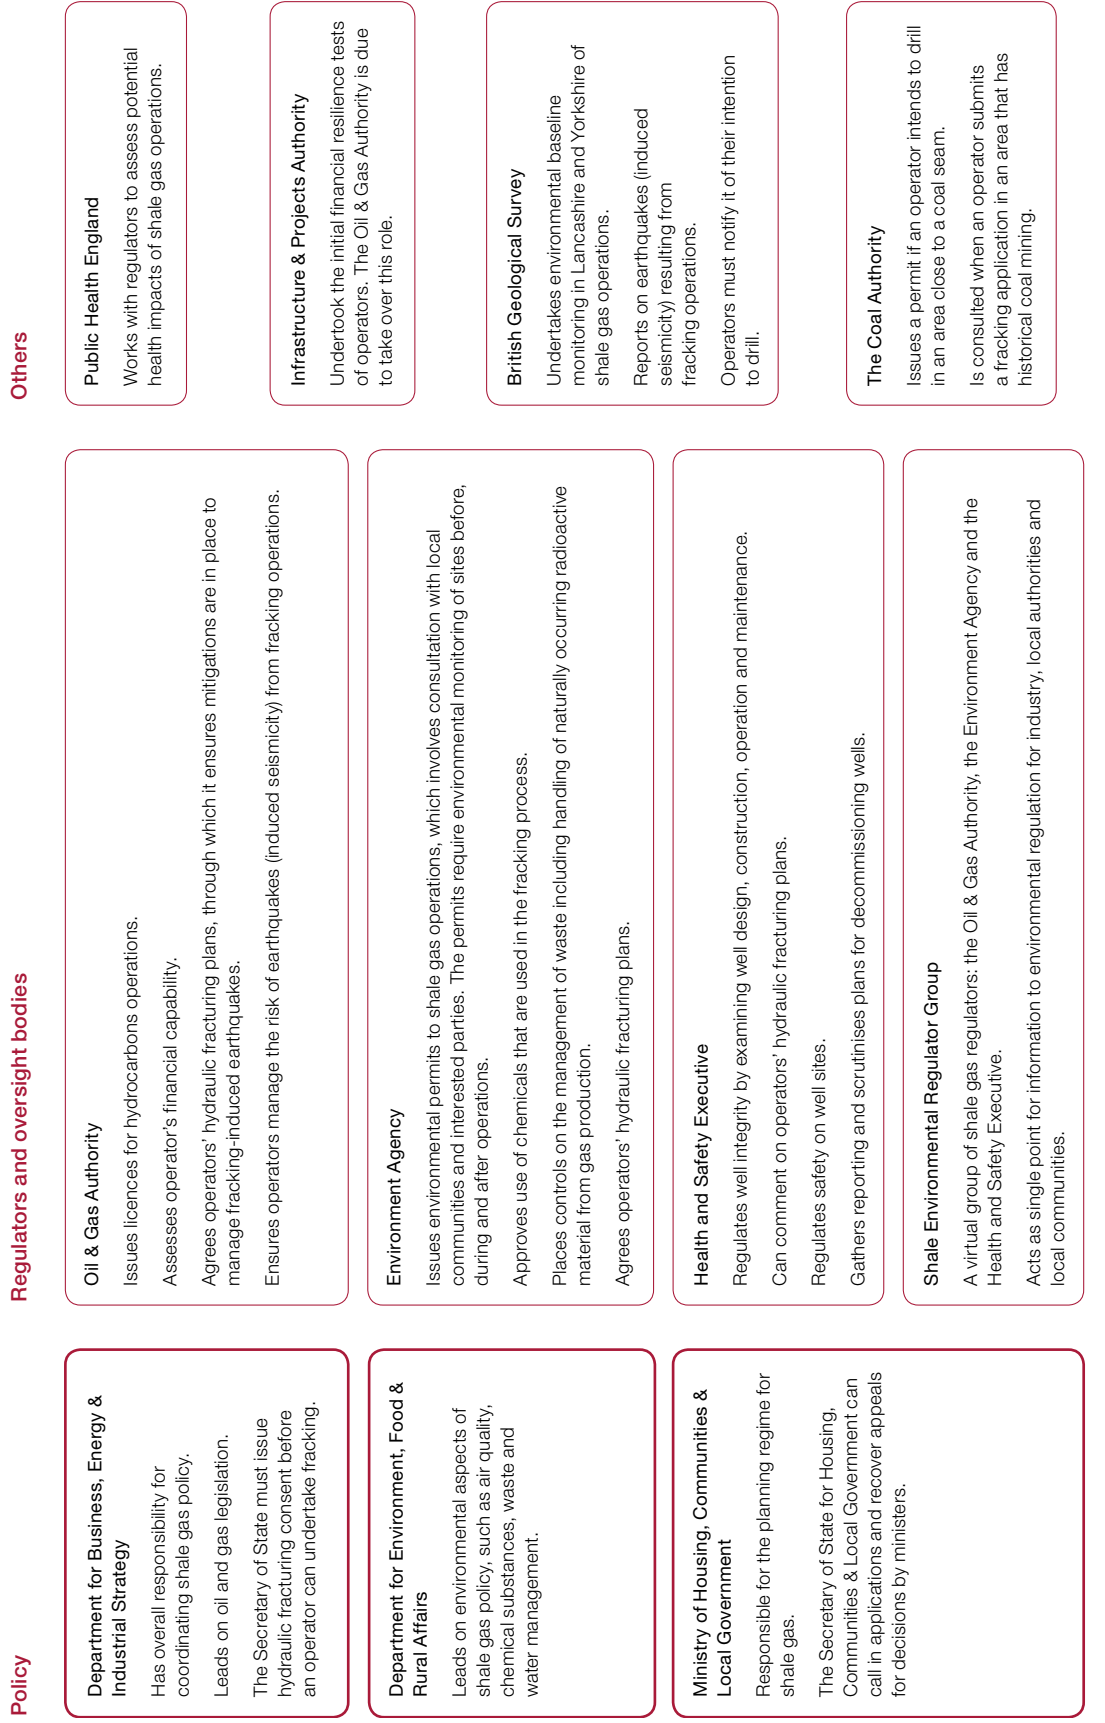 Policy
Department for Business, Energy &
Industrial Strategy
Has overall responsibility for
coordinating shale gas policy.
Leads on oil and gas legislation.
The Secretary of State must issue
hydraulic fracturing consent before
an operator can undertake fracking.
Department for Environment, Food &
Rural Affairs
Leads on environmental aspects of
shale gas policy, such as air quality,
chemical substances, waste and
water management.
Ministry of Housing, Communities &
Local Government
Responsible for the planning regime for
shale gas.
The Secretary of State for Housing,
Communities & Local Government can
call in applications and recover appeals
for decisions by ministers.
Regulators and oversight bodies
Oil & Gas Authority
Issues licences for hydrocarbons operations.
Assesses operator’s financial capability.
Agrees operators’ hydraulic fracturing plans, through which it ensures mitigations are in place to
manage fracking-induced earthquakes.
Ensures operators manage the risk of earthquakes (induced seismicity) from fracking operations.
Environment Agency
Issues environmental permits to shale gas operations, which involves consultation with local
communities and interested parties. The permits require environmental monitoring of sites before,
during and after operations.
Approves use of chemicals that are used in the fracking process.
Places controls on the management of waste including handling of naturally occurring radioactive
material from gas production.
Agrees operators’ hydraulic fracturing plans.
Health and Safety Executive
Regulates well integrity by examining well design, construction, operation and maintenance.
Can comment on operators’ hydraulic fracturing plans.
Regulates safety on well sites.
Gathers reporting and scrutinises plans for decommissioning wells.
Shale Environmental Regulator Group
A virtual group of shale gas regulators: the Oil & Gas Authority, the Environment Agency and the
Health and Safety Executive.
Acts as single point for information to environmental regulation for industry, local authorities and
local communities.
Others
Public Health England
Works with regulators to assess potential
health impacts of shale gas operations.
Infrastructure & Projects Authority
Undertook the initial financial resilience tests
of operators. The Oil & Gas Authority is due
to take over this role.
British Geological Survey
Undertakes environmental baseline
monitoring in Lancashire and Yorkshire of
shale gas operations.
Reports on earthquakes (induced
seismicity) resulting from
fracking operations.
Operators must notify it of their intention
to drill.
The Coal Authority
Issues a permit if an operator intends to drill
in an area close to a coal seam.
Is consulted when an operator submits
a fracking application in an area that has
historical coal mining.